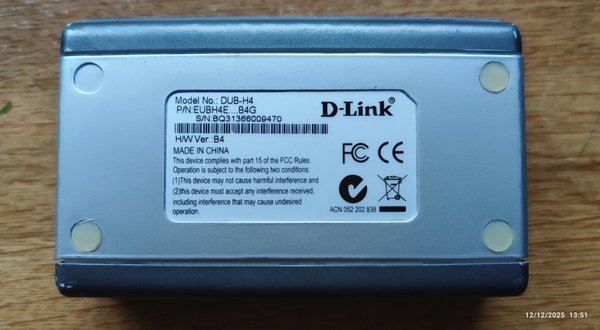 Model No.: DUB-H4
P/N:EUBH4E....B4G
S/N:BQ31366009470
D-Link®
H/W Ver.:B4
MADE IN CHINA
This device complies with part 15 of the FCC Rules
Operation is subject to the following two conditions:
(1)This device may not cause harmful interference and
(2)this device must accept any interference received,
including interference that may cause undesired
operation.
FC CE
ACN 052 202 838
12/12/2025 13:51